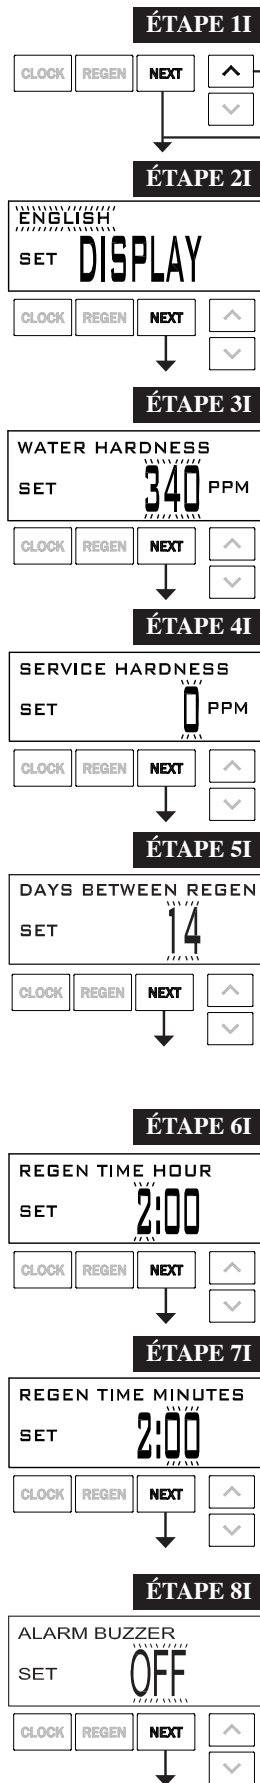 ÉTAPE 1I
CLOCK REGEN NEXT
ÉTAPE 2I
ENGLISH
SET DISPLAY
CLOCK REGEN NEXT
ÉTAPE 3I
WATER HARDNESS
SET 340 PPM
CLOCK REGEN NEXT
ÉTAPE 4I
SERVICE HARDNESS
SET 0 PPM
CLOCK REGEN NEXT
ÉTAPE 5I
DAYS BETWEEN REGEN
SET 14
CLOCK REGEN NEXT
ÉTAPE 6I
REGEN TIME HOUR
SET 2:00
CLOCK REGEN NEXT
ÉTAPE 7I
REGEN TIME MINUTES
SET 2:00
CLOCK REGEN NEXT
ÉTAPE 8I
ALARM BUZZER
SET OFF
CLOCK REGEN NEXT